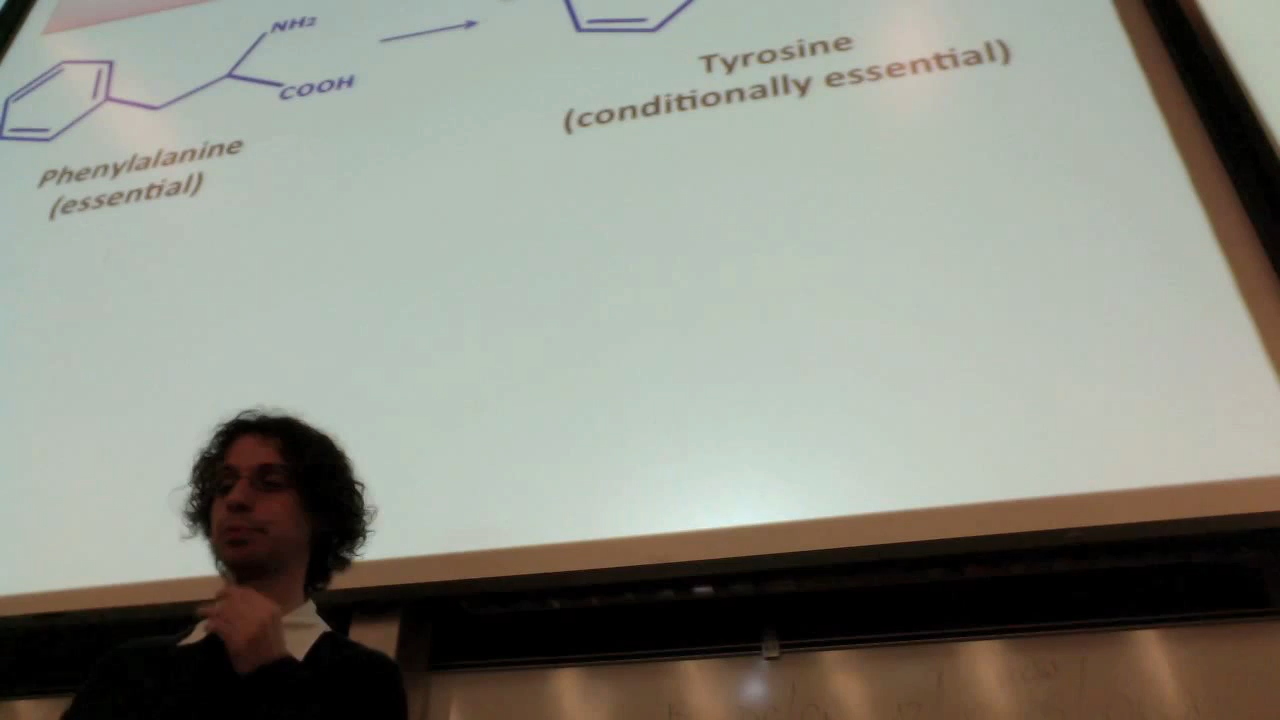 NH2
COOH
Phenylalanine
(essential)
Tyrosine
(conditionally essential)